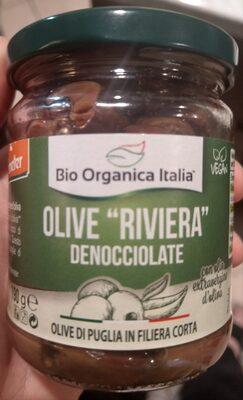 Bio Organica Italia
VEGAN
OLIVE "RIVIERA"
DENOCCIOLATE
con olio
extravergine
d'oliva
g e
OLIVE DI PUGLIA IN FILIERA CORTA